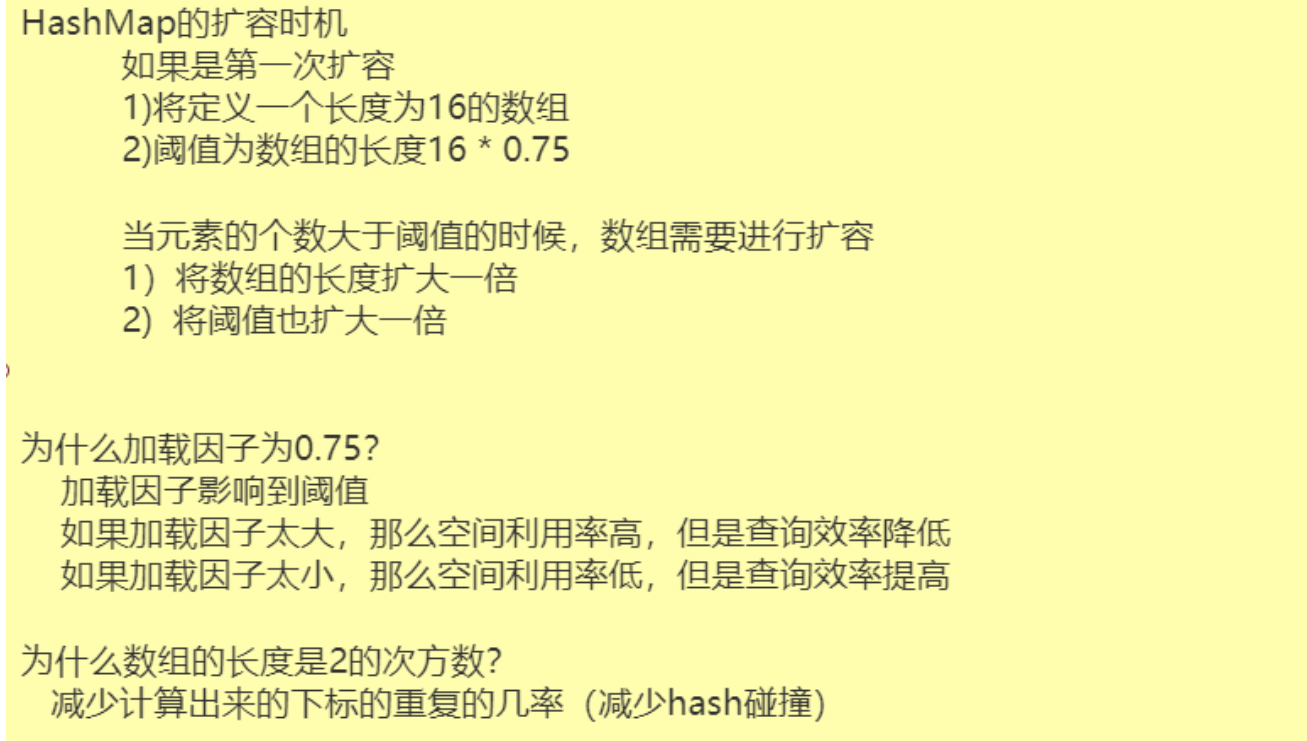 HashMap的扩容时机
如果是第一次扩容
1)将定义一个长度为16的数组
2)阈值为数组的长度16 * 0.75
当元素的个数大于阈值的时候，数组需要进行扩容
1）将数组的长度扩大一倍
2）将阈值也扩大一倍
为什么加载因子为0.75？
加载因子影响到阈值
如果加载因子太大，那么空间利用率高，但是查询效率降低
如果加载因子太小，那么空间利用率低，但是查询效率提高
为什么数组的长度是2的次方数？
减少计算出来的下标的重复的几率（减少hash碰撞）